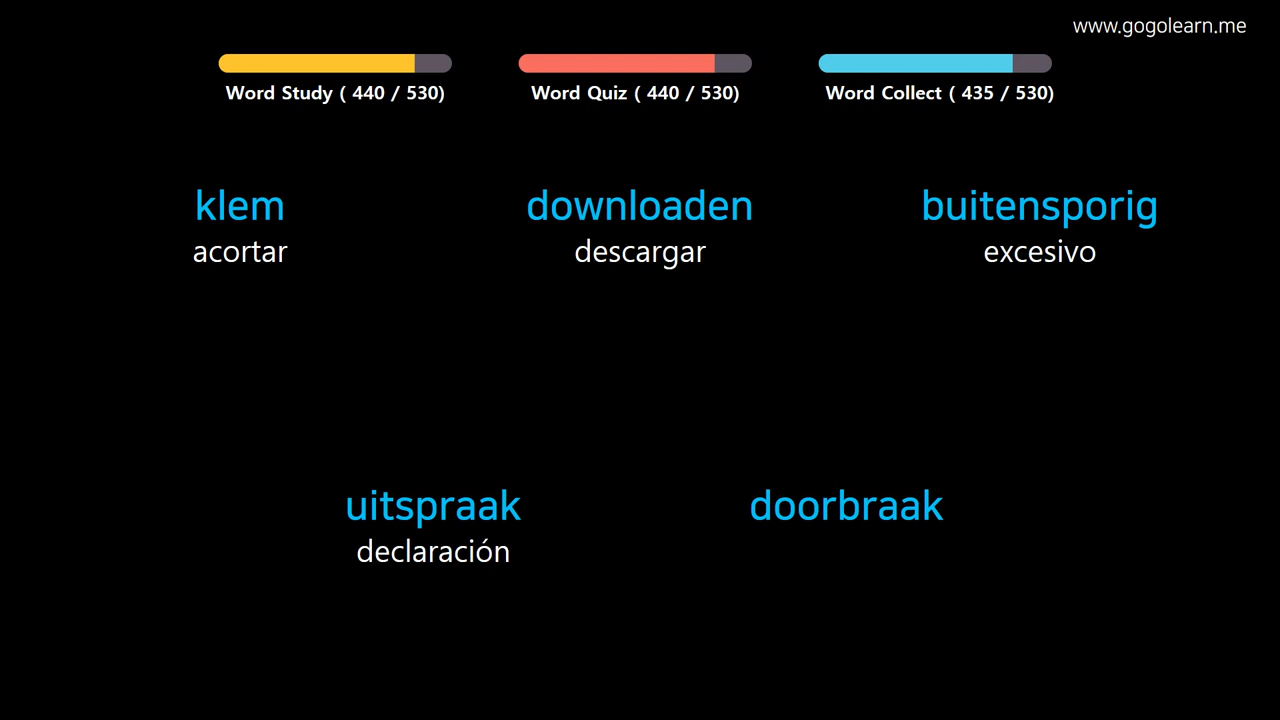 www.gogolearn.me
Word Study ( 440 / 530)
Word Quiz ( 440 / 530)
Word Collect ( 435 / 530)
klem
acortar
downloaden
descargar
buitensporig
excesivo
uitspraak
declaración
doorbraak